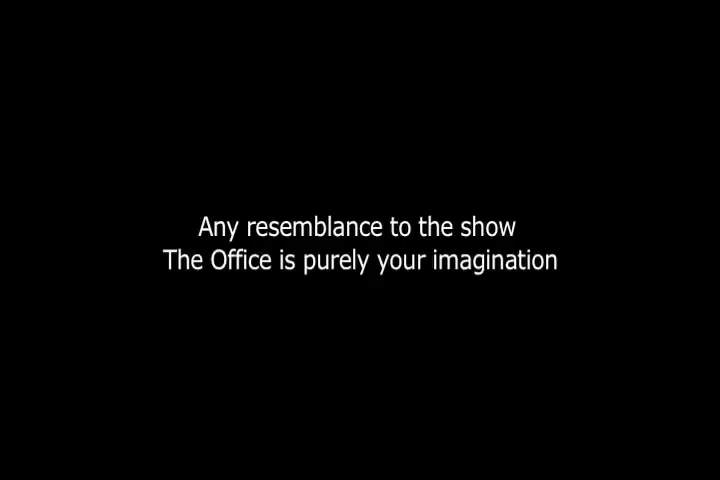 Any resemblance to the show
The Office is purely your imagination